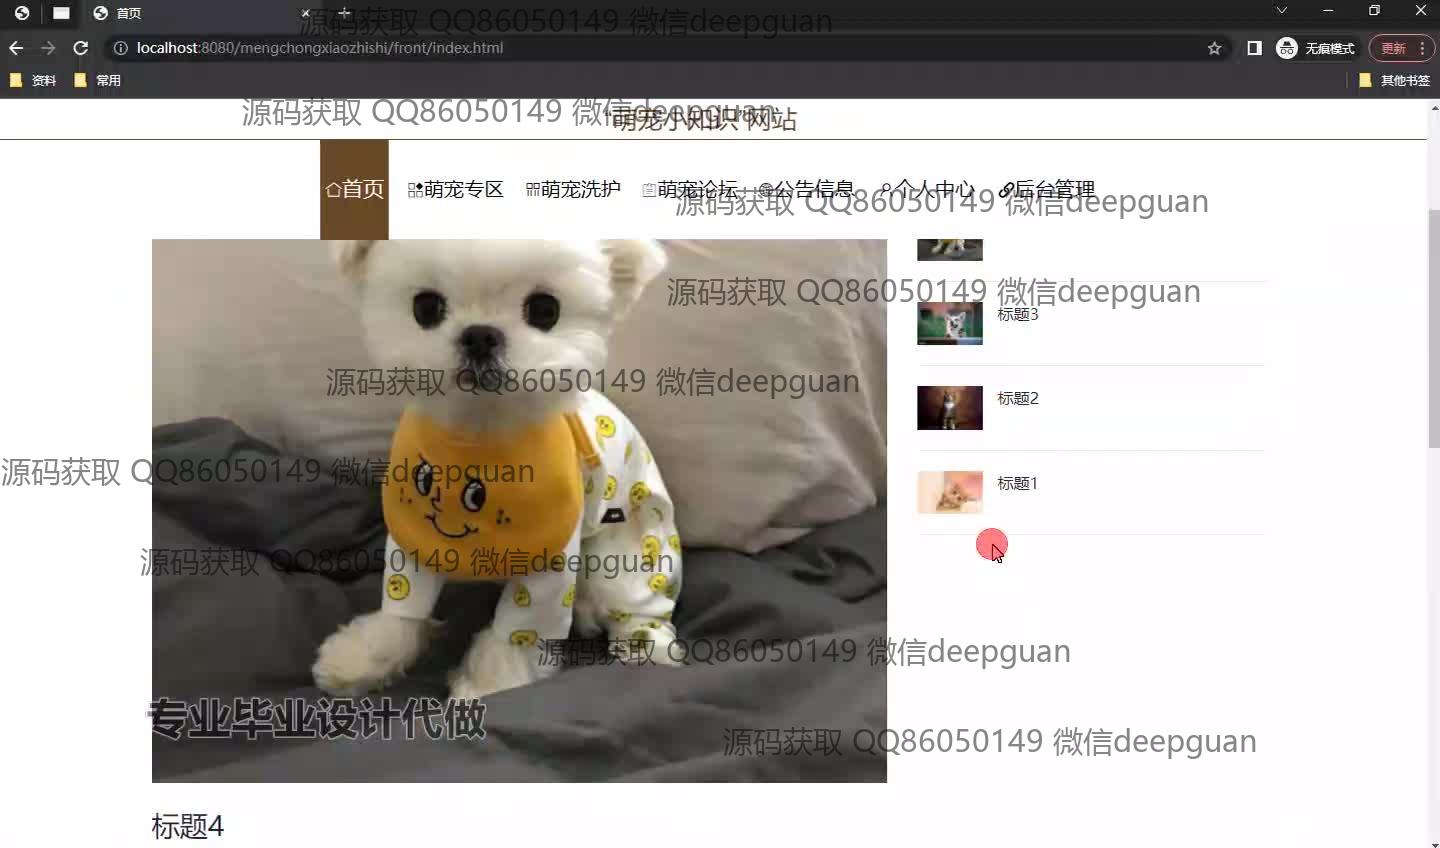 首页
源码获取 QQ86050149 微信deepguan
localhost:8080/mengchongxiaozhishi/front/index.html
无痕模式
更新
资料
常用
其他书签
源码获取 QQ86050149 微信deepguan
“萌宠小知识”网站
首页
萌宠专区
萌宠洗护
萌宠论坛
公告信息
个人中心
后台管理
源码获取 QQ86050149 微信deepguan
源码获取 QQ86050149 微信deepguan
标题3
源码获取 QQ86050149 微信deepguan
标题2
源码获取 QQ86050149 微信deepguan
标题1
源码获取 QQ86050149 微信deepguan
源码获取 QQ86050149 微信deepguan
专业毕业设计代做
源码获取 QQ86050149 微信deepguan
标题4